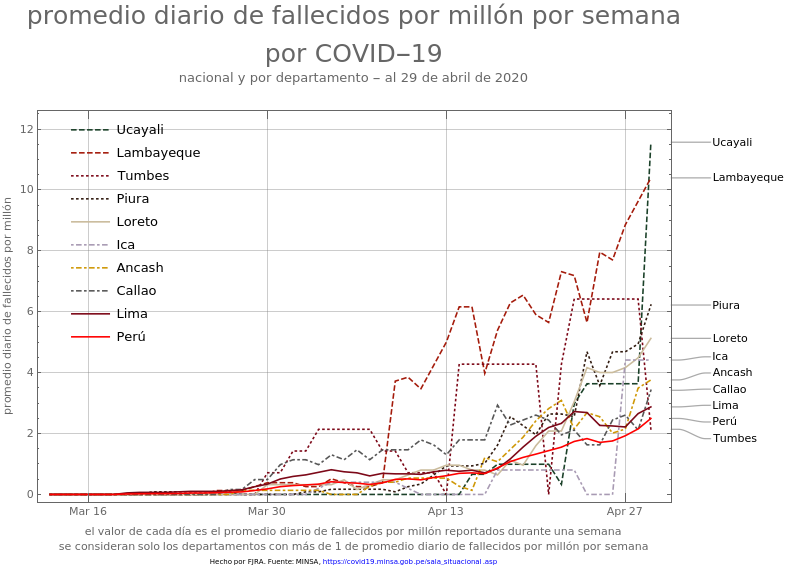 promedio diario de fallecidos por millón por semana
por COVID‒19
nacional y por departamento ‒ al 29 de abril de 2020
promedio diario de fallecidos por millón
12
10
8
6
4
2
0
Ucayali
Lambayeque
Tumbes
Piura
Loreto
Ica
Ancash
Callao
Lima
Perú
Ucayali
Lambayeque
Piura
Loreto
Ica
Ancash
Callao
Lima
Perú
Tumbes
Mar 16
Mar 30
Apr 13
Apr 27
el valor de cada día es el promedio diario de fallecidos por millón reportados durante una semana
se consideran solo los departamentos con más de 1 de promedio diario de fallecidos por millón por semana
Hecho por FJRA. Fuente: MINSA, https://covid19.minsa.gob.pe/sala_situacional.asp